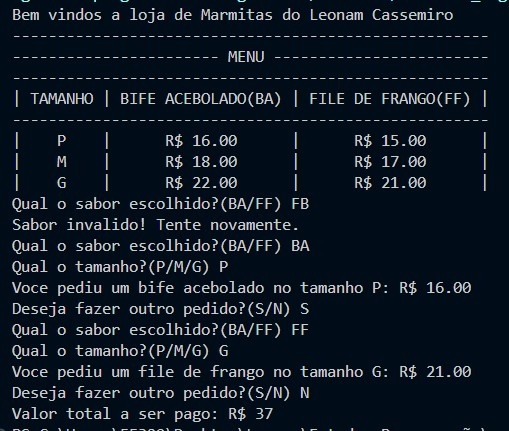 Bem vindos a loja de Marmitas do Leonam Cassemiro
------------------------------------------------------
----------------------- MENU -------------------------
------------------------------------------------------
| TAMANHO | BIFE ACEBOLADO(BA) | FILE DE FRANGO(FF) |
------------------------------------------------------
| P | R$ 16.00 | R$ 15.00 |
| M | R$ 18.00 | R$ 17.00 |
| G | R$ 22.00 | R$ 21.00 |
Qual o sabor escolhido?(BA/FF) FB
Sabor invalido! Tente novamente.
Qual o sabor escolhido?(BA/FF) BA
Qual o tamanho?(P/M/G) P
Voce pediu um bife acebolado no tamanho P: R$ 16.00
Deseja fazer outro pedido?(S/N) S
Qual o sabor escolhido?(BA/FF) FF
Qual o tamanho?(P/M/G) G
Voce pediu um file de frango no tamanho G: R$ 21.00
Deseja fazer outro pedido?(S/N) N
Valor total a ser pago: R$ 37